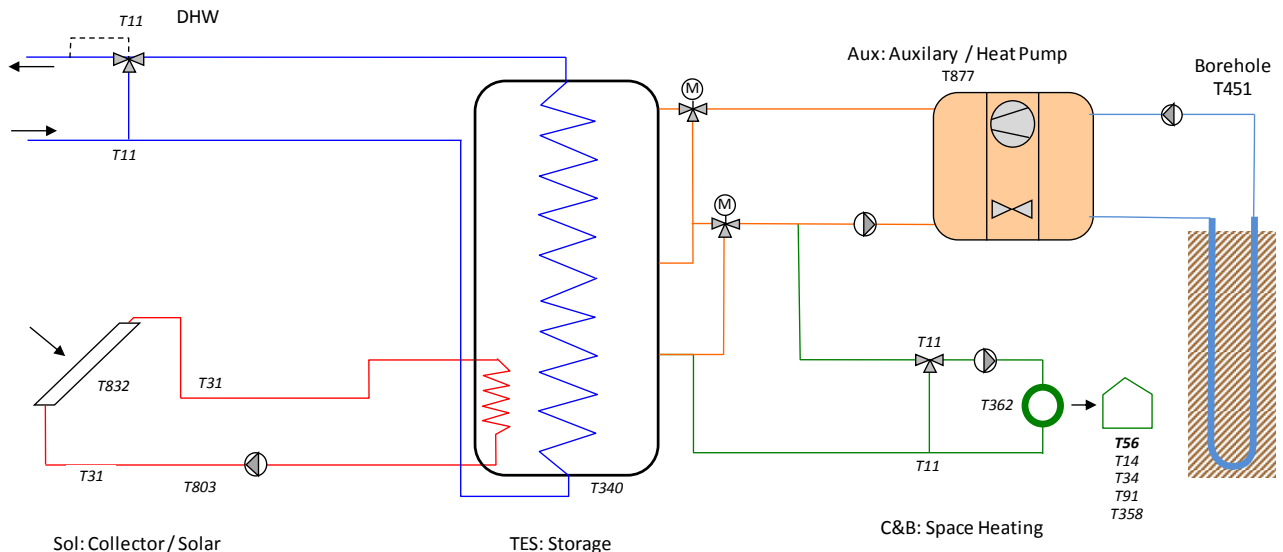 T11
DHW
T11
Aux: Auxilary / Heat Pump
T877
Borehole
T451
M
M
T832
T31
T31
T803
T340
T11
T362
T11
T56
T14
T34
T91
T358
Sol: Collector / Solar
TES: Storage
C&B: Space Heating